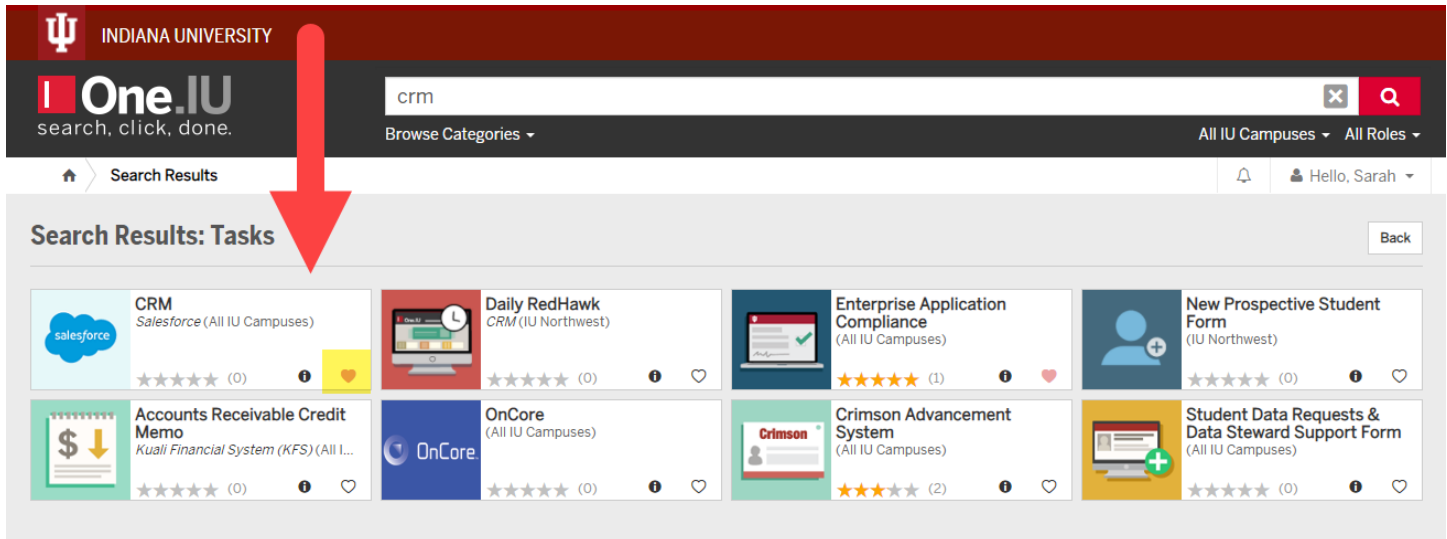 INDIANA UNIVERSITY
One.IU
search, click, done.
crm
Browse Categories
All IU Campuses
All Roles
Search Results
Hello, Sarah
Search Results: Tasks
Back
salesforce
CRM
Salesforce (All IU Campuses)
(0)
Daily RedHawk
CRM (IU Northwest)
(0)
Enterprise Application
Compliance
(All IU Campuses)
(1)
New Prospective Student
Form
(IU Northwest)
(0)
Accounts Receivable Credit
Memo
Kuali Financial System (KFS) (All I...
(0)
OnCore.
OnCore
(All IU Campuses)
(0)
Crimson
Crimson Advancement
System
(All IU Campuses)
(2)
Student Data Requests &
Data Steward Support Form
(All IU Campuses)
(0)